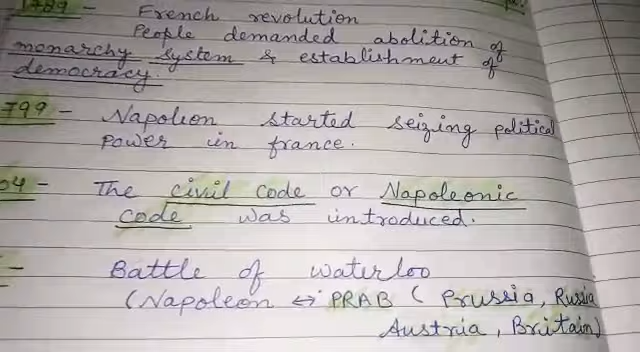 1789 - French revolution
People demanded abolition of
monarchy system & establishment of
democracy.
799 - Napoleon started seizing political
power in france.
04 - The civil code or Napoleonic
code was introduced.
- Battle of waterloo
(Napoleon ↔ PRAB ( Prussia, Russia
Austria, Britain)